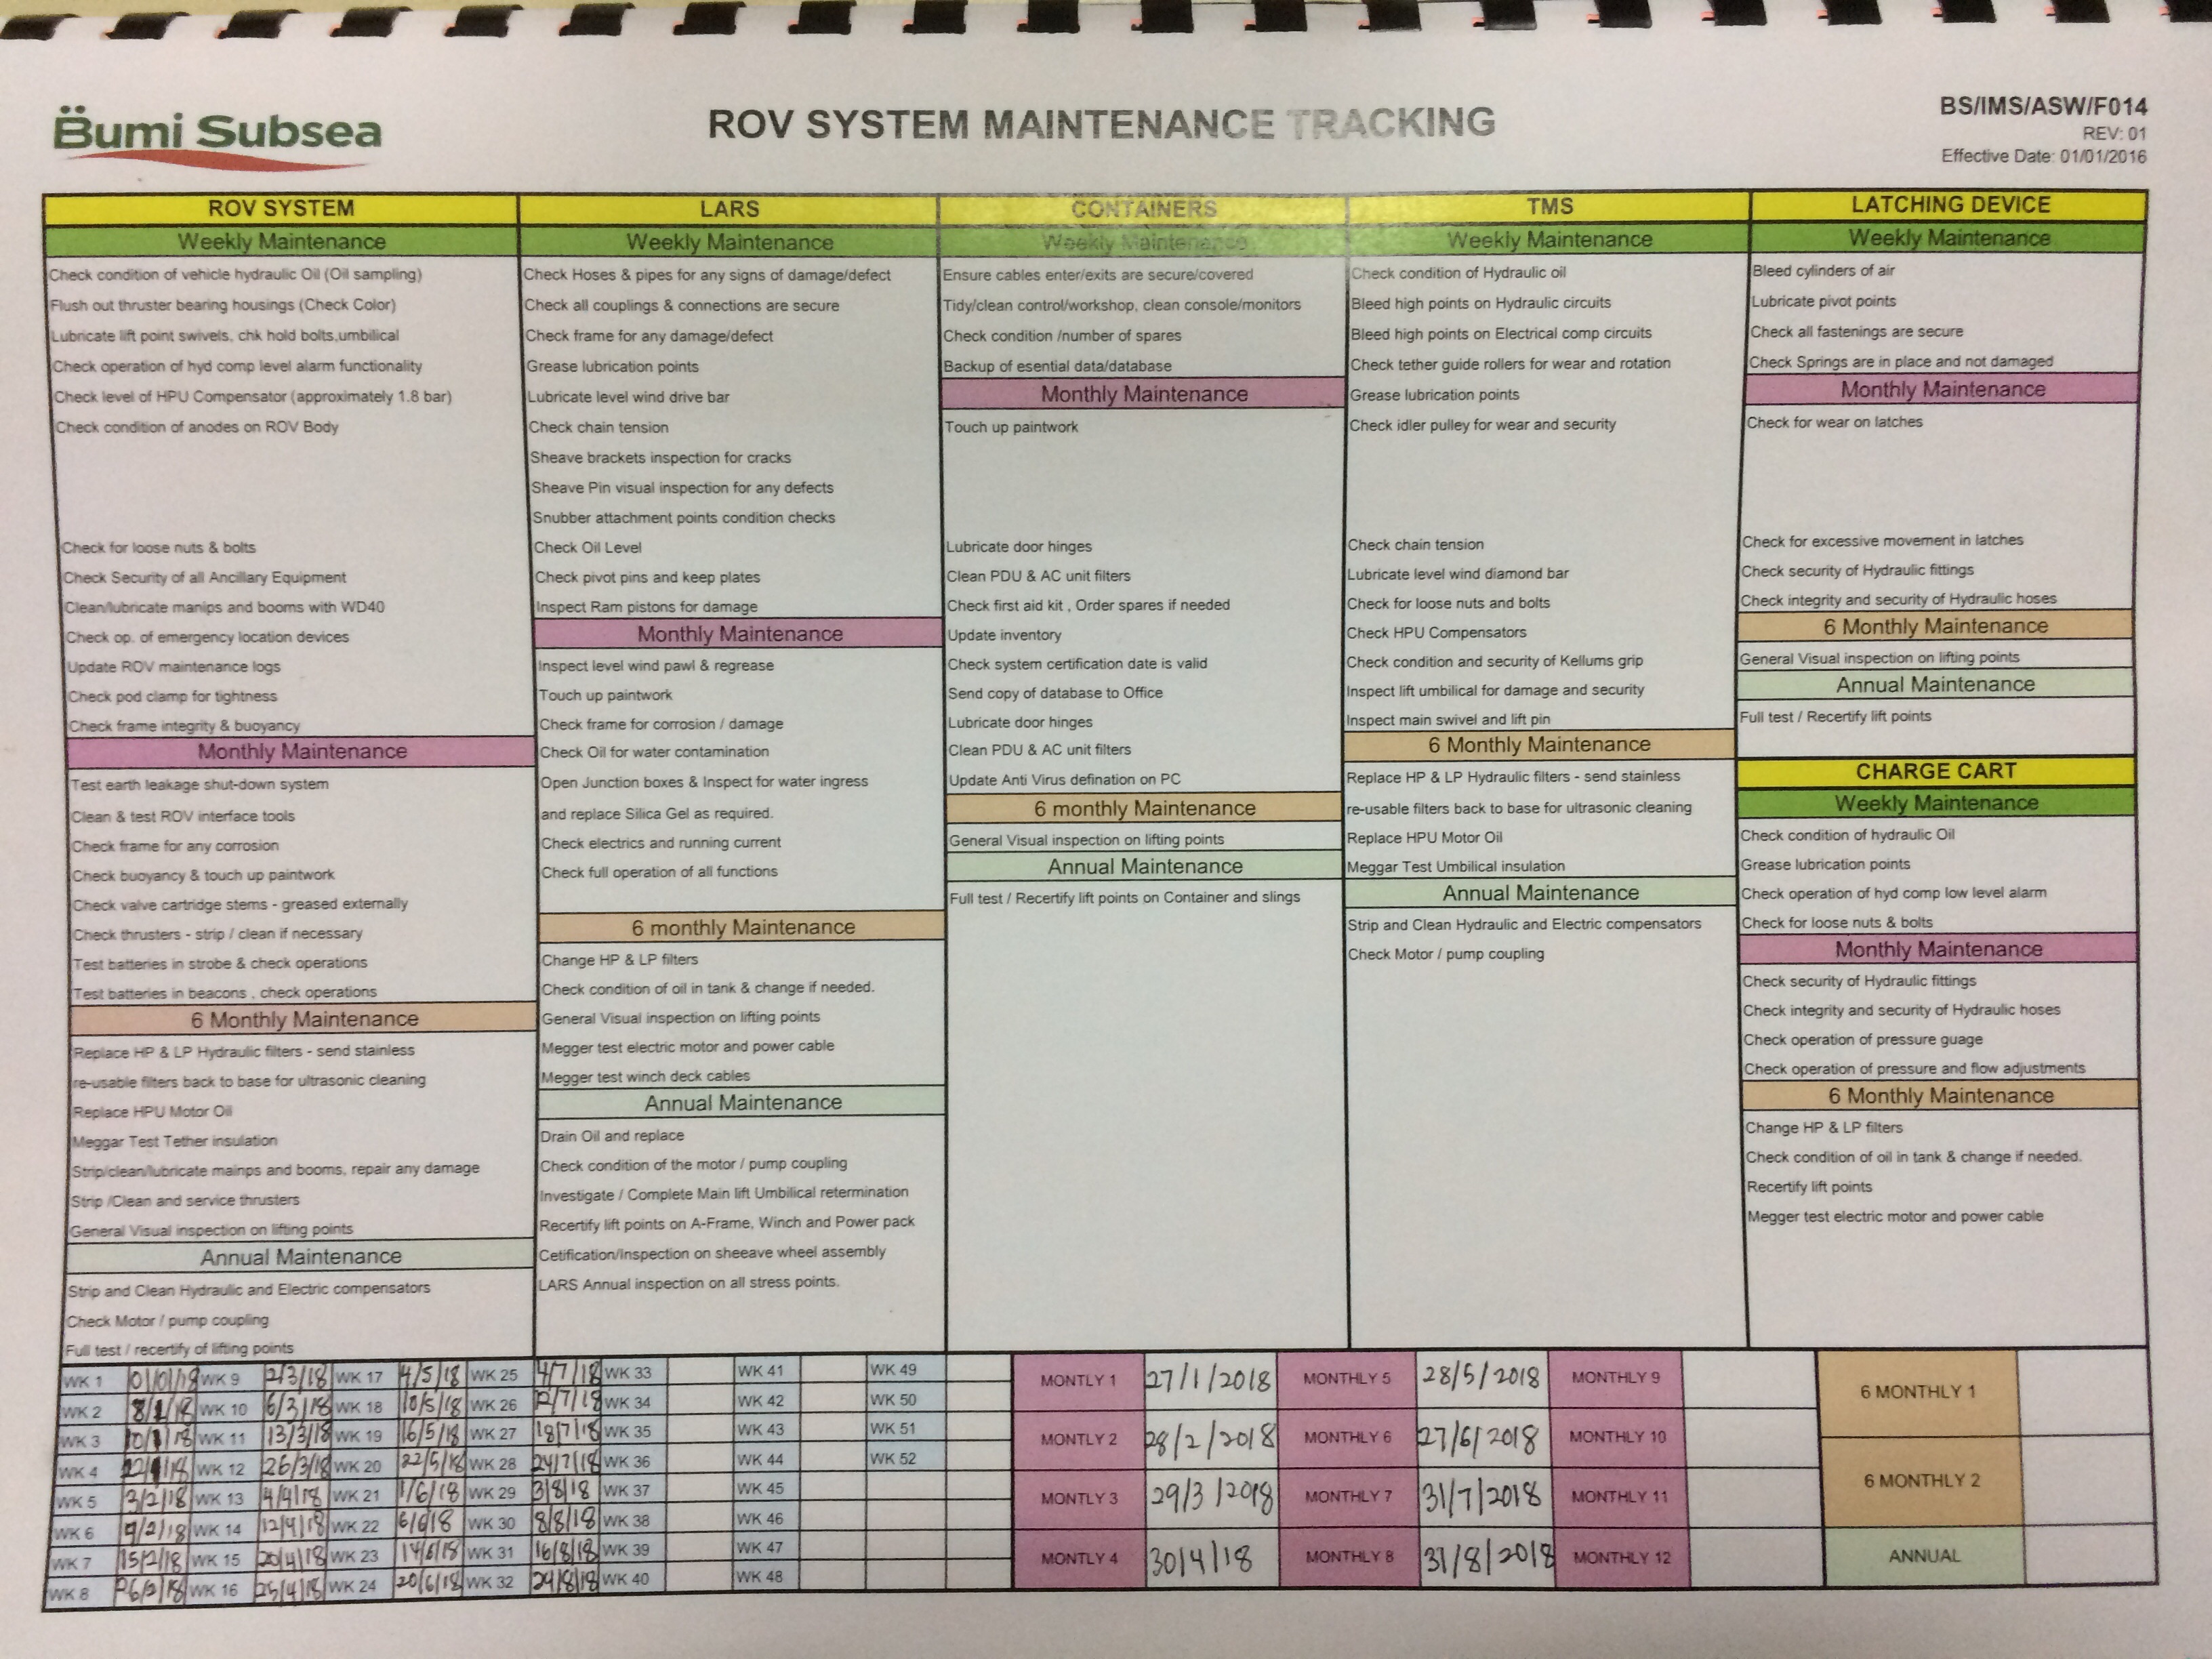 Bumi Subsea
ROV SYSTEM MAINTENANCE TRACKING
BS/IMS/ASW/F014
REV: 01
Effective Date: 01/01/2016
ROV SYSTEM
Weekly Maintenance
Check condition of vehicle hydraulic Oil (Oil sampling)
Flush out thruster bearing housings (Check Color)
Lubricate lift point swivels, chk hold bolts,umbilical
Check operation of hyd comp level alarm functionality
Check level of HPU Compensator (approximately 1.8 bar)
Check condition of anodes on ROV Body
Check for loose nuts & bolts
Check Security of all Ancillary Equipment
Clean/lubricate manips and booms with WD40
Check op. of emergency location devices
Update ROV maintenance logs
Check pod clamp for tightness
Check frame integrity & buoyancy
Monthly Maintenance
Test earth leakage shut-down system
Clean & test ROV interface tools
Check frame for any corrosion
Check buoyancy & touch up paintwork
Check valve cartridge stems - greased externally
Check thrusters - strip / clean if necessary
Test batteries in strobe & check operations
Test batteries in beacons , check operations
6 Monthly Maintenance
Replace HP & LP Hydraulic filters - send stainless
re-usable filters back to base for ultrasonic cleaning
Replace HPU Motor Oil
Meggar Test Tether insulation
Strip/clean/lubricate mainps and booms, repair any damage
Strip /Clean and service thrusters
General Visual inspection on lifting points
Annual Maintenance
Strip and Clean Hydraulic and Electric compensators
Check Motor / pump coupling
Full test / recertify of lifting points
LARS
Weekly Maintenance
Check Hoses & pipes for any signs of damage/defect
Check all couplings & connections are secure
Check frame for any damage/defect
Grease lubrication points
Lubricate level wind drive bar
Check chain tension
Sheave brackets inspection for cracks
Sheave Pin visual inspection for any defects
Snubber attachment points condition checks
Check Oil Level
Check pivot pins and keep plates
Inspect Ram pistons for damage
Monthly Maintenance
Inspect level wind pawl & regrease
Touch up paintwork
Check frame for corrosion / damage
Check Oil for water contamination
Open Junction boxes & Inspect for water ingress
and replace Silica Gel as required.
Check electrics and running current
Check full operation of all functions
6 monthly Maintenance
Change HP & LP filters
Check condition of oil in tank & change if needed.
General Visual inspection on lifting points
Megger test electric motor and power cable
Megger test winch deck cables
Annual Maintenance
Drain Oil and replace
Check condition of the motor / pump coupling
Investigate / Complete Main lift Umbilical retermination
Recertify lift points on A-Frame, Winch and Power pack
Cetification/Inspection on sheeave wheel assembly
LARS Annual inspection on all stress points.
CONTAINERS
Weekly Maintenance
Ensure cables enter/exits are secure/covered
Tidy/clean control/workshop, clean console/monitors
Check condition /number of spares
Backup of esential data/database
Monthly Maintenance
Touch up paintwork
Lubricate door hinges
Clean PDU & AC unit filters
Check first aid kit , Order spares if needed
Update inventory
Check system certification date is valid
Send copy of database to Office
Lubricate door hinges
Clean PDU & AC unit filters
Update Anti Virus defination on PC
6 monthly Maintenance
General Visual inspection on lifting points
Annual Maintenance
Full test / Recertify lift points on Container and slings
TMS
Weekly Maintenance
Check condition of Hydraulic oil
Bleed high points on Hydraulic circuits
Bleed high points on Electrical comp circuits
Check tether guide rollers for wear and rotation
Grease lubrication points
Check idler pulley for wear and security
Check chain tension
Lubricate level wind diamond bar
Check for loose nuts and bolts
Check HPU Compensators
Check condition and security of Kellums grip
Inspect lift umbilical for damage and security
Inspect main swivel and lift pin
6 Monthly Maintenance
Replace HP & LP Hydraulic filters - send stainless
re-usable filters back to base for ultrasonic cleaning
Replace HPU Motor Oil
Meggar Test Umbilical insulation
Annual Maintenance
Strip and Clean Hydraulic and Electric compensators
Check Motor / pump coupling
LATCHING DEVICE
Weekly Maintenance
Bleed cylinders of air
Lubricate pivot points
Check all fastenings are secure
Check Springs are in place and not damaged
Monthly Maintenance
Check for wear on latches
Check for excessive movement in latches
Check security of Hydraulic fittings
Check integrity and security of Hydraulic hoses
6 Monthly Maintenance
General Visual inspection on lifting points
Annual Maintenance
Full test / Recertify lift points
CHARGE CART
Weekly Maintenance
Check condition of hydraulic Oil
Grease lubrication points
Check operation of hyd comp low level alarm
Check for loose nuts & bolts
Monthly Maintenance
Check security of Hydraulic fittings
Check integrity and security of Hydraulic hoses
Check operation of pressure guage
Check operation of pressure and flow adjustments
6 Monthly Maintenance
Change HP & LP filters
Check condition of oil in tank & change if needed.
Recertify lift points
Megger test electric motor and power cable
WK 1 WK 9 2/3/18 WK 17 4/5/18 WK 25 4/7/18 WK 33 WK 41 WK 49
WK 2 WK 10 6/3/18 WK 18 10/5/18 WK 26 12/7/18 WK 34 WK 42 WK 50
WK 3 WK 11 13/3/18 WK 19 16/5/18 WK 27 18/7/18 WK 35 WK 43 WK 51
WK 4 WK 12 26/3/18 WK 20 22/5/18 WK 28 24/7/18 WK 36 WK 44 WK 52
WK 5 2/2/18 WK 13 4/4/18 WK 21 1/6/18 WK 29 3/8/18 WK 37 WK 45
WK 6 9/2/18 WK 14 12/4/18 WK 22 6/6/18 WK 30 8/8/18 WK 38 WK 46
WK 7 15/2/18 WK 15 20/4/18 WK 23 14/6/18 WK 31 16/8/18 WK 39 WK 47
WK 8 WK 16 25/4/18 WK 24 20/6/18 WK 32 24/8/18 WK 40 WK 48
MONTLY 1 27/1/2018 MONTHLY 5 28/5/2018 MONTHLY 9
MONTLY 2 28/2/2018 MONTHLY 6 27/6/2018 MONTHLY 10
MONTLY 3 29/3/2018 MONTHLY 7 31/7/2018 MONTHLY 11
MONTLY 4 30/4/18 MONTHLY 8 31/8/2018 MONTHLY 12
6 MONTHLY 1
6 MONTHLY 2
ANNUAL